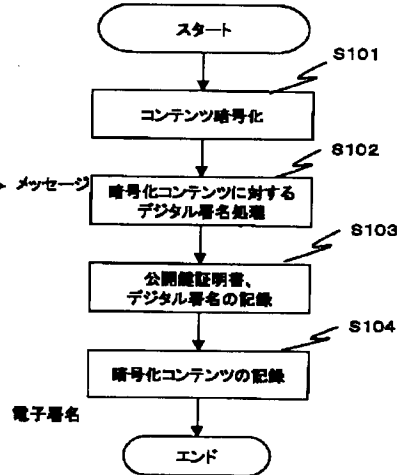 スタート
S101
コンテンツ暗号化
S102
メッセージ
暗号化コンテンツに対する
デジタル署名処理
S103
公開鍵証明書、
デジタル署名の記録
S104
暗号化コンテンツの記録
電子署名
エンド